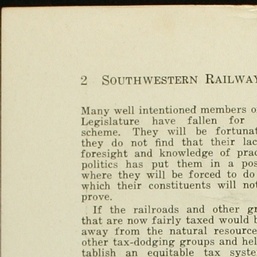 2 SOUTHWESTERN RAILWAY
Many well intentioned members o
Legislature have fallen for
scheme. They will be fortunat
they do not find that their lac
foresight and knowledge of prac
politics has put them in a pos
where they will be forced to do
which their constituents will not
prove.
If the railroads and other gr
that are now fairly taxed would b
away from the natural resource
other tax-dodging groups and hel
tablish an equitable tax syste